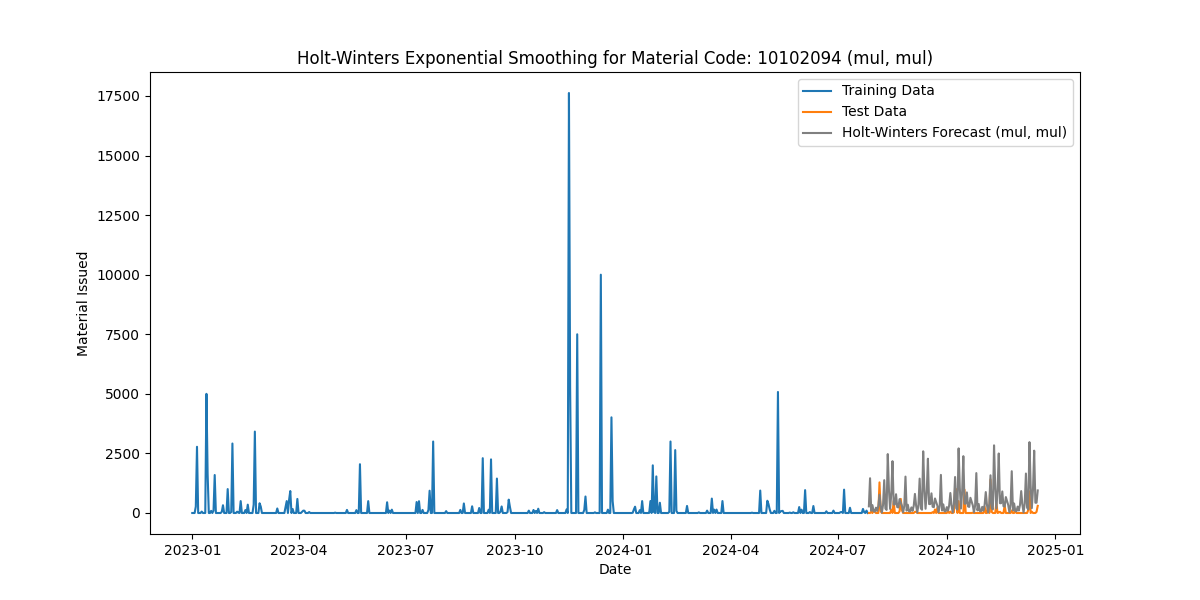 Holt-Winters Exponential Smoothing for Material Code: 10102094 (mul, mul)
Training Data
Test Data
Holt-Winters Forecast (mul, mul)
17500
15000
12500
10000
7500
5000
2500
0
Material Issued
2023-01
2023-04
2023-07
2023-10
2024-01
2024-04
2024-07
2024-10
2025-01
Date